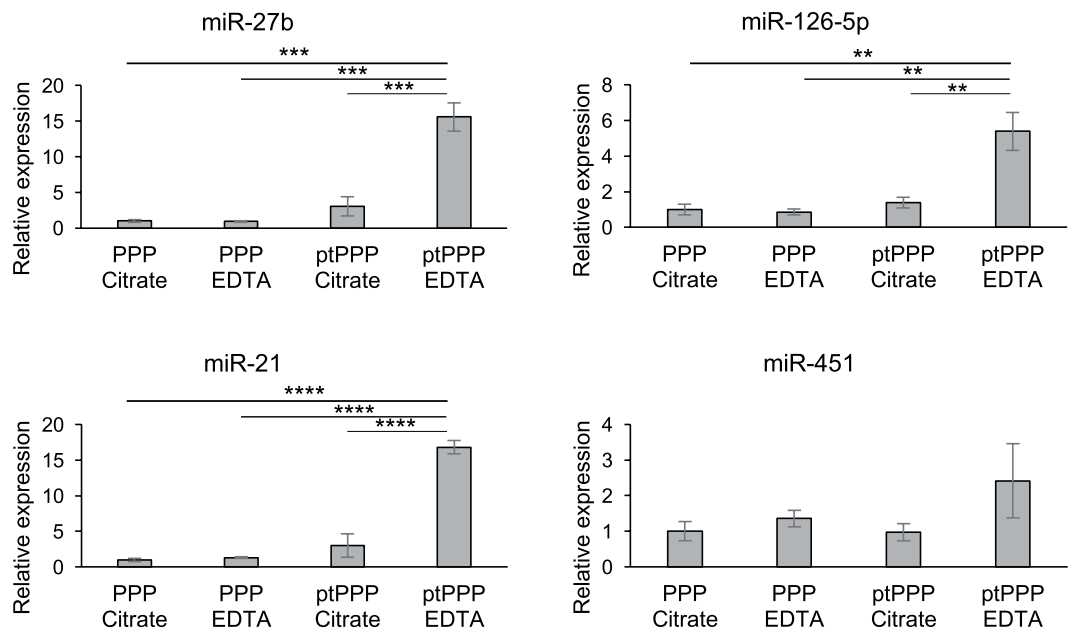 miR-27b
***
***
***
Relative expression
20
15
10
5
0
PPP Citrate
PPP EDTA
ptPPP Citrate
ptPPP EDTA
miR-126-5p
**
**
**
Relative expression
8
6
4
2
0
PPP Citrate
PPP EDTA
ptPPP Citrate
ptPPP EDTA
miR-21
****
****
****
Relative expression
20
15
10
5
0
PPP Citrate
PPP EDTA
ptPPP Citrate
ptPPP EDTA
miR-451
Relative expression
4
3
2
1
0
PPP Citrate
PPP EDTA
ptPPP Citrate
ptPPP EDTA